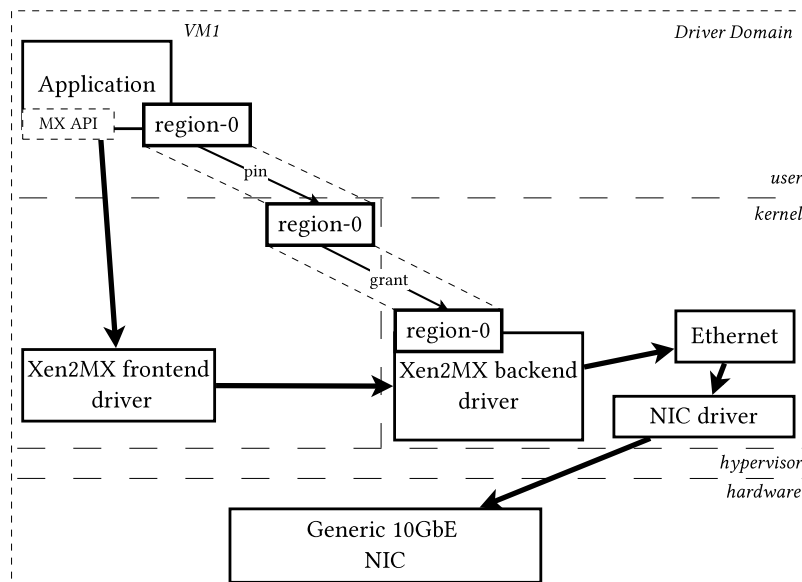 VM1
Driver Domain
Application
MX API
region-0
pin
user
kernel
region-0
grant
region-0
Ethernet
Xen2MX frontend
driver
Xen2MX backend
driver
NIC driver
hypervisor
hardware
Generic 10GbE
NIC